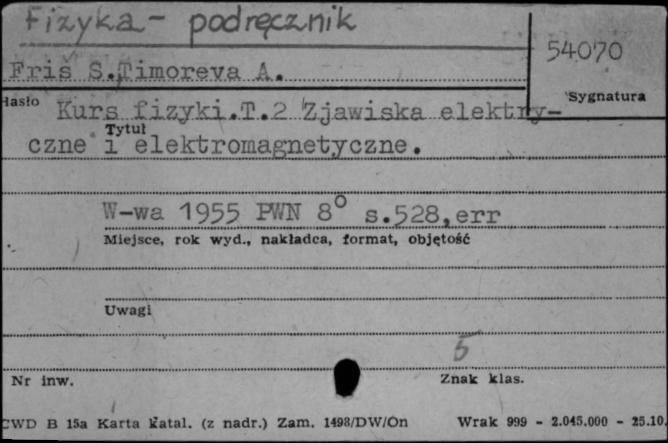 Fizyka - podręcznik
54070
Friš S.,Timoreva A.
Hasło
Sygnatura
Kurs fizyki.T.2 Zjawiska elektry-
Tytuł
czne i elektromagnetyczne.
W-wa 1955 PWN 8° s.528,err
Miejsce, rok wyd., nakładca, format, objętość
Uwagi
5
Nr inw.
Znak klas.
CWD B 15a Karta katal. (z nadr.) Zam. 1498/DW/On Wrak 999 - 2.045.000 - 25.10.